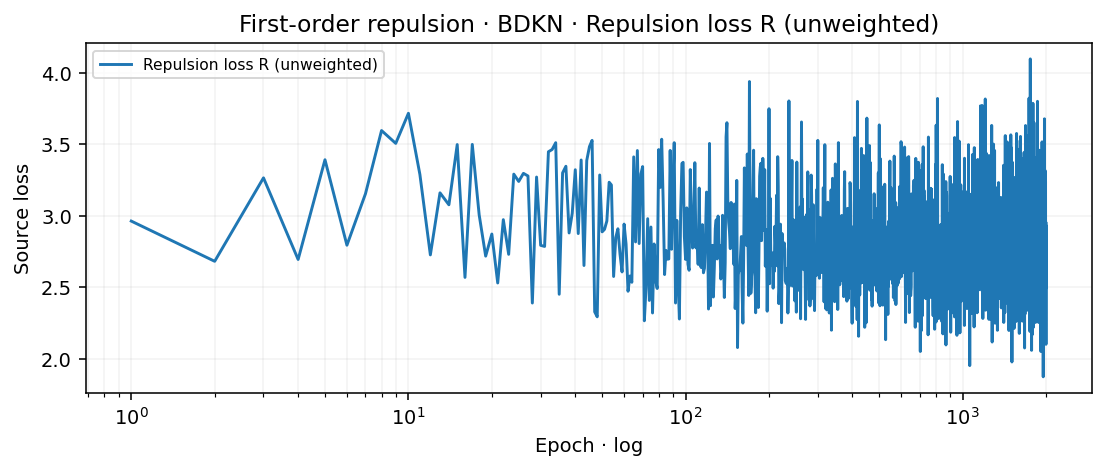 First-order repulsion · BDKN · Repulsion loss R (unweighted)
Repulsion loss R (unweighted)
Source loss
4.0
3.5
3.0
2.5
2.0
10⁰ 10¹ 10² 10³
Epoch · log